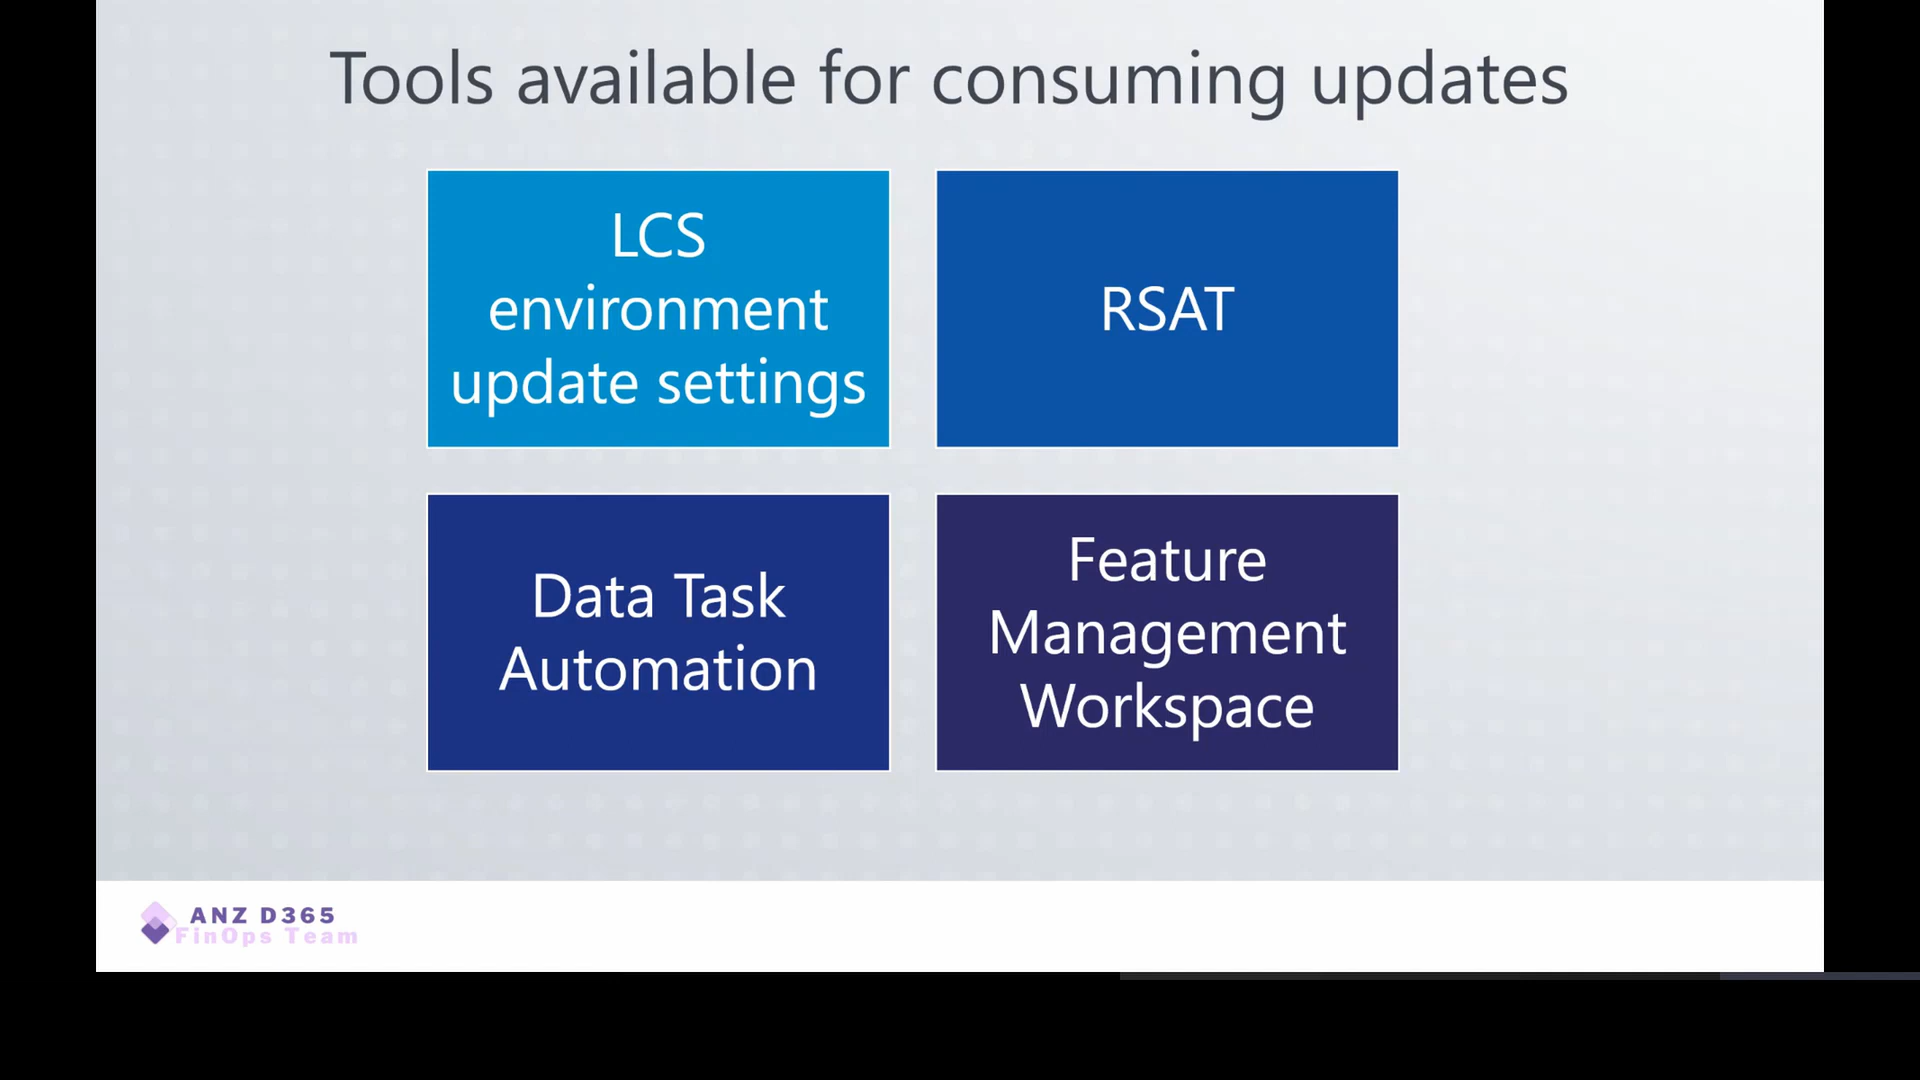 Tools available for consuming updates
LCS
environment
update settings
RSAT
Data Task
Automation
Feature
Management
Workspace
ANZ D365
FinOps Team